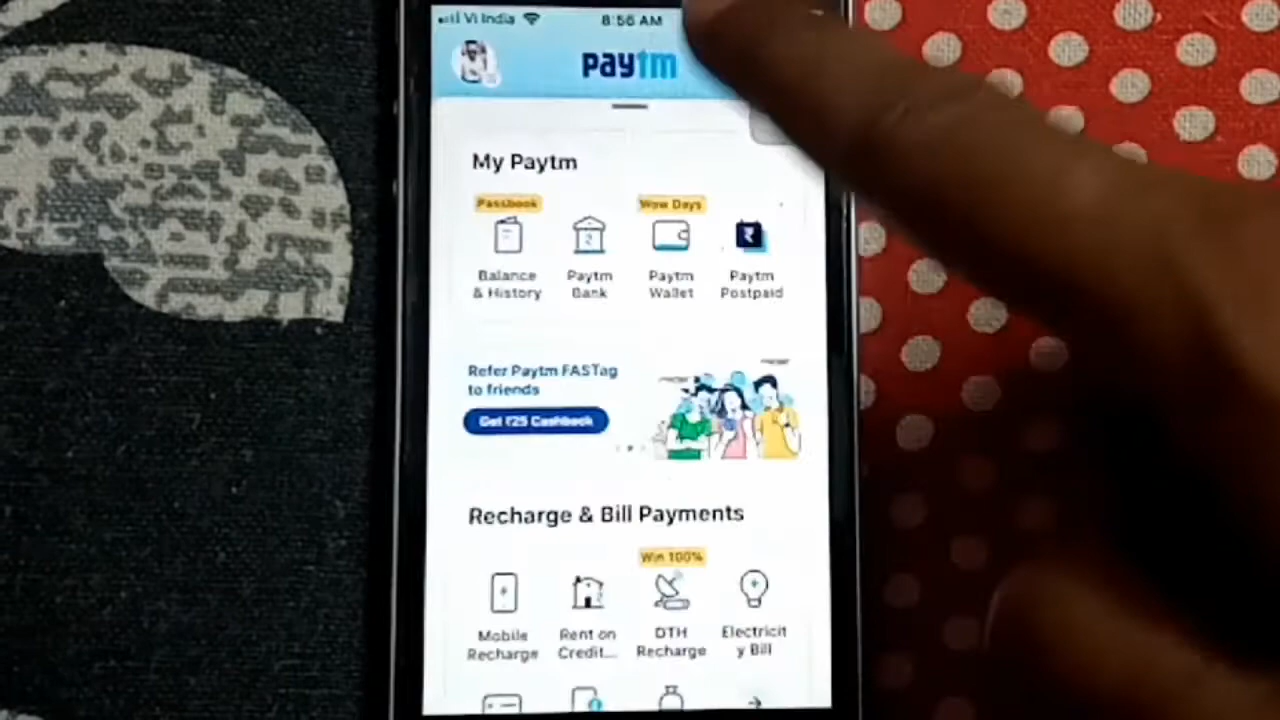 Vi India
8:56 AM
paytm
My Paytm
Passbook
Wow Days
Balance & History
Paytm Bank
Paytm Wallet
Paytm Postpaid
Refer Paytm FASTag
to friends
Get ₹25 Cashback
Recharge & Bill Payments
Win 100%
Mobile Recharge
Rent on Credit...
DTH Recharge
Electricit
y Bill